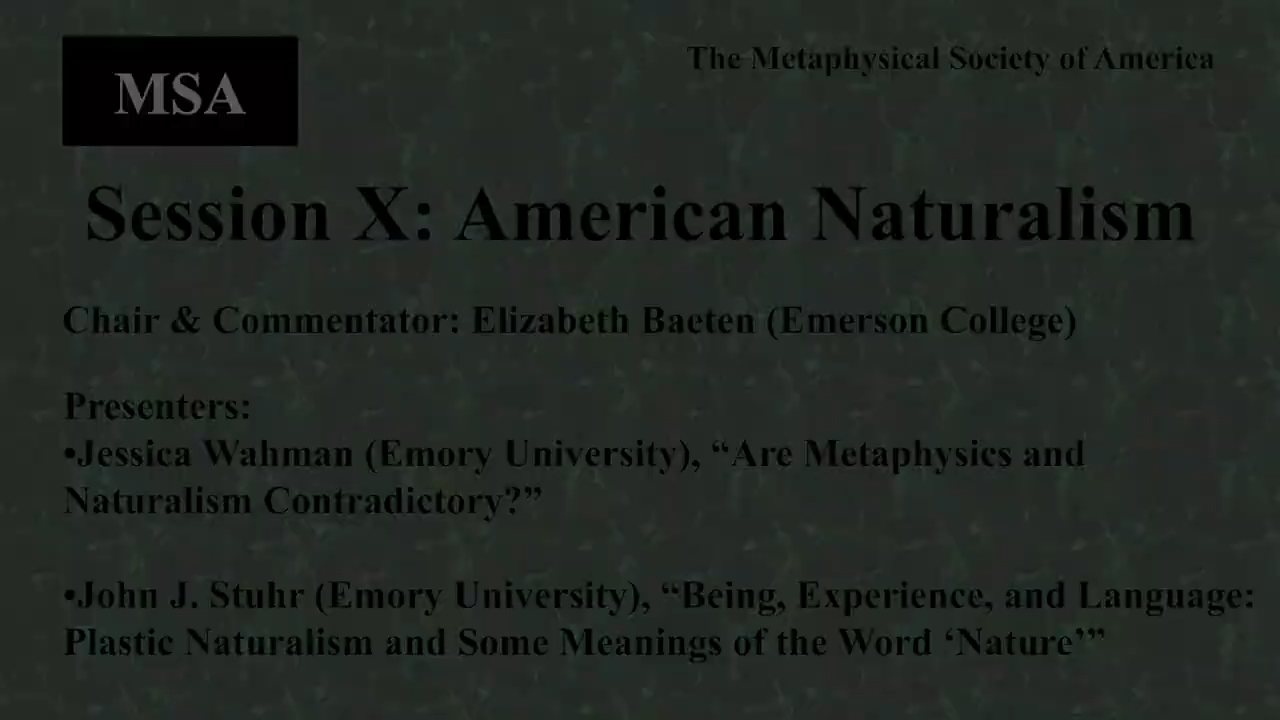 MSA
The Metaphysical Society of America
Session X: American Naturalism
Chair & Commentator: Elizabeth Baeten (Emerson College)
Presenters:
•Jessica Wahman (Emory University), “Are Metaphysics and
Naturalism Contradictory?”
•John J. Stuhr (Emory University), “Being, Experience, and Language:
Plastic Naturalism and Some Meanings of the Word ‘Nature’”